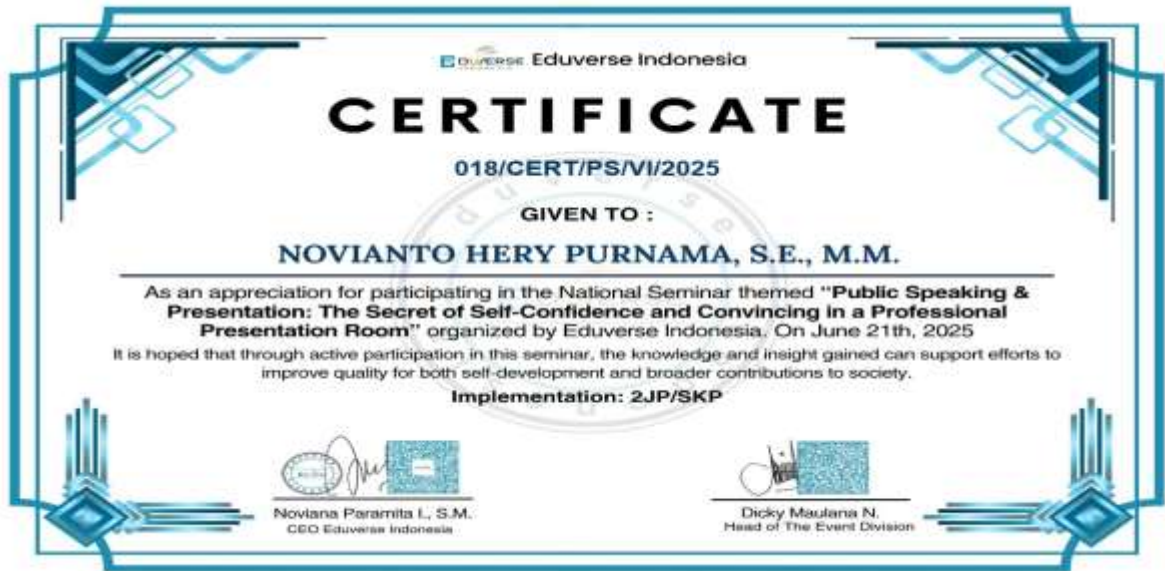 EDUVERSE Eduverse Indonesia
CERTIFICATE
018/CERT/PS/VI/2025
GIVEN TO :
NOVIANTO HERY PURNAMA, S.E., M.M.
As an appreciation for participating in the National Seminar themed "Public Speaking &
Presentation: The Secret of Self-Confidence and Convincing in a Professional
Presentation Room" organized by Eduverse Indonesia. On June 21th, 2025
It is hoped that through active participation in this seminar, the knowledge and insight gained can support efforts to
improve quality for both self-development and broader contributions to society.
Implementation: 2JP/SKP
Noviana Paramita I., S.M.
CEO Eduverse Indonesia
Dicky Maulana N.
Head of The Event Division